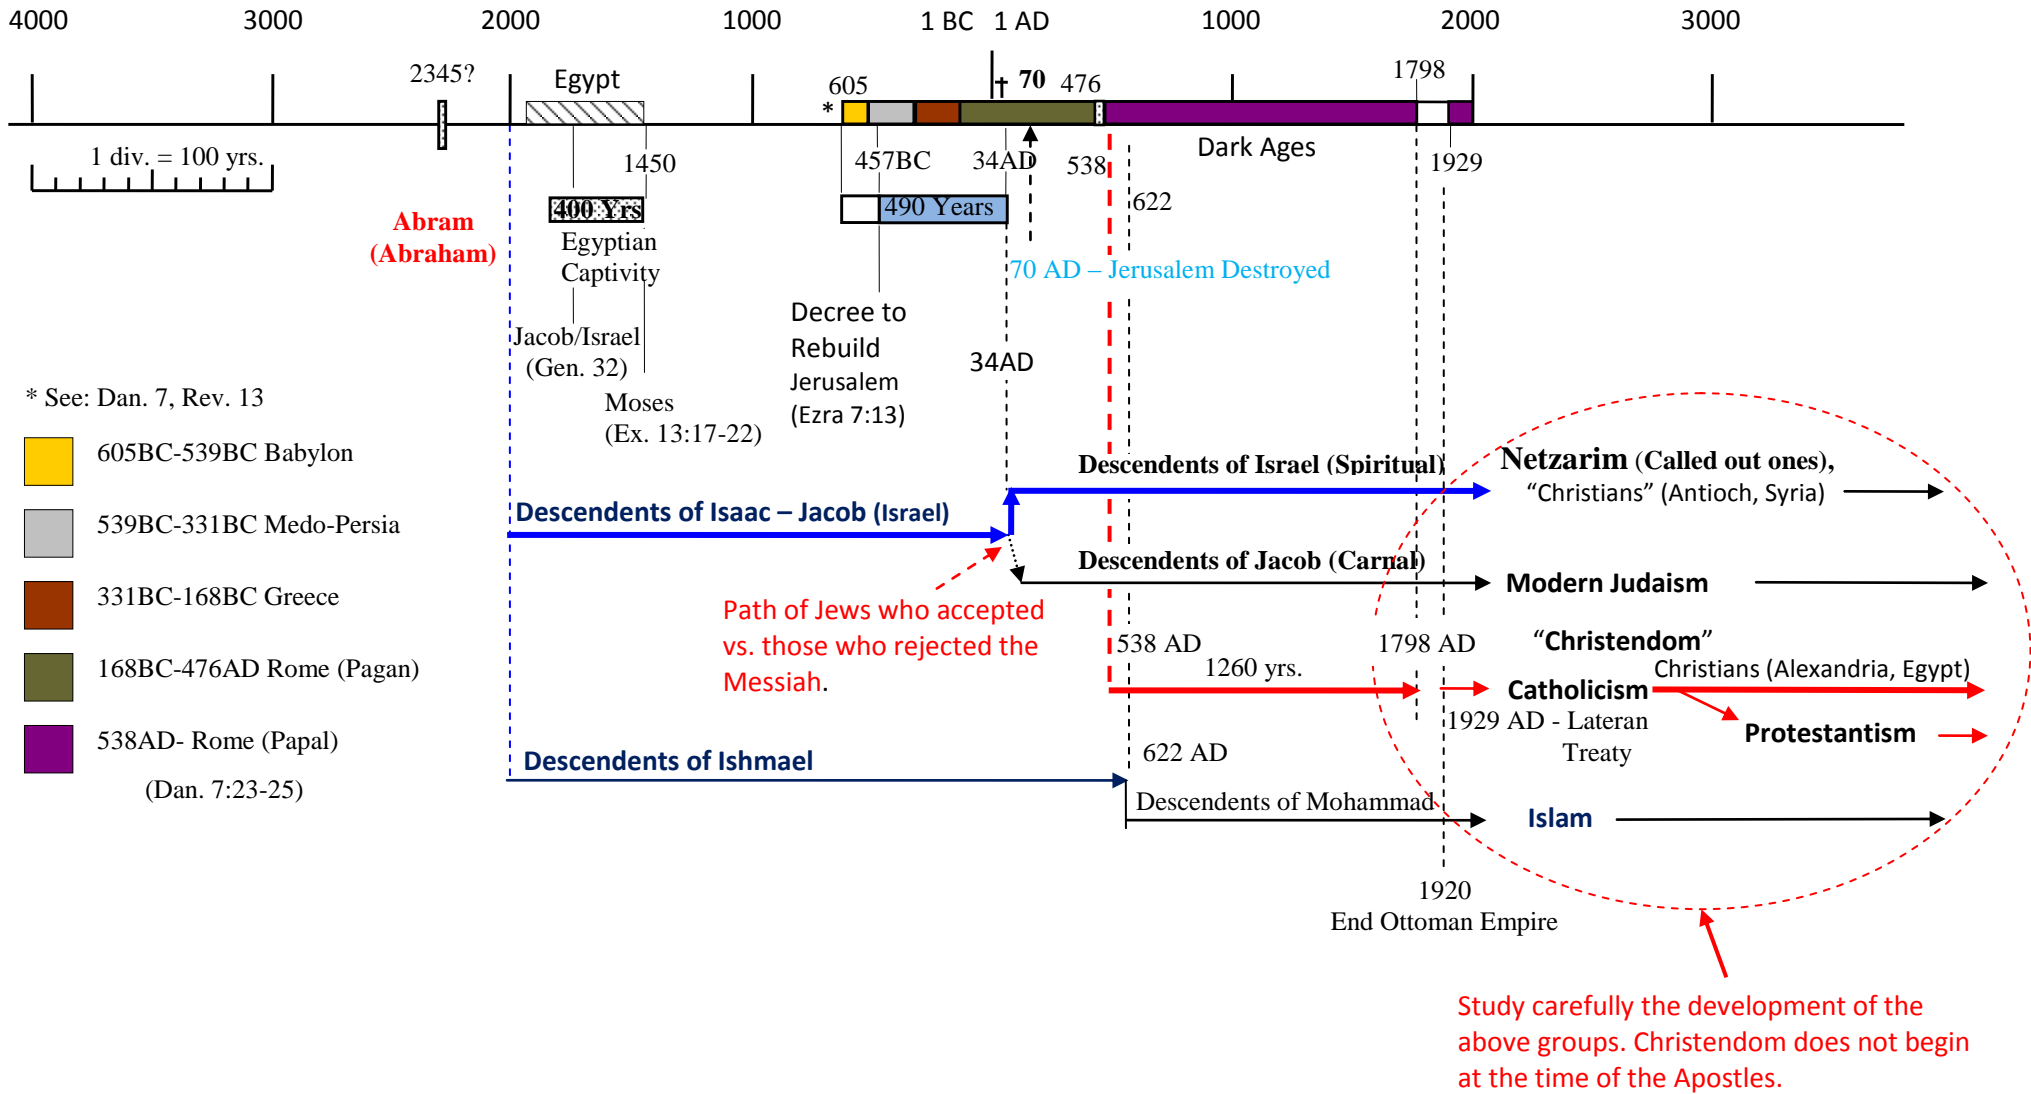 4000 3000 2000 1000 1 BC 1 AD 1000 2000 3000
2345? Egypt 605 † 70 476 1798
*
1 div. = 100 yrs. 1450 457BC 34AD 538 Dark Ages 1929
622
400 Yrs 490 Years
Abram
(Abraham)
Egyptian
Captivity
70 AD – Jerusalem Destroyed
Jacob/Israel
(Gen. 32)
Decree to
Rebuild
Jerusalem
(Ezra 7:13)
34AD
Moses
(Ex. 13:17-22)
* See: Dan. 7, Rev. 13
605BC-539BC Babylon
539BC-331BC Medo-Persia
331BC-168BC Greece
168BC-476AD Rome (Pagan)
538AD- Rome (Papal)
(Dan. 7:23-25)
Descendents of Isaac – Jacob (Israel)
Descendents of Israel (Spiritual)
Netzarim (Called out ones),
“Christians” (Antioch, Syria)
Descendents of Jacob (Carnal)
Modern Judaism
Path of Jews who accepted
vs. those who rejected the
Messiah.
538 AD
1260 yrs.
1798 AD
“Christendom”
Christians (Alexandria, Egypt)
Catholicism
1929 AD - Lateran
Treaty
Protestantism
Descendents of Ishmael
622 AD
Descendents of Mohammad
Islam
1920
End Ottoman Empire
Study carefully the development of the
above groups. Christendom does not begin
at the time of the Apostles.